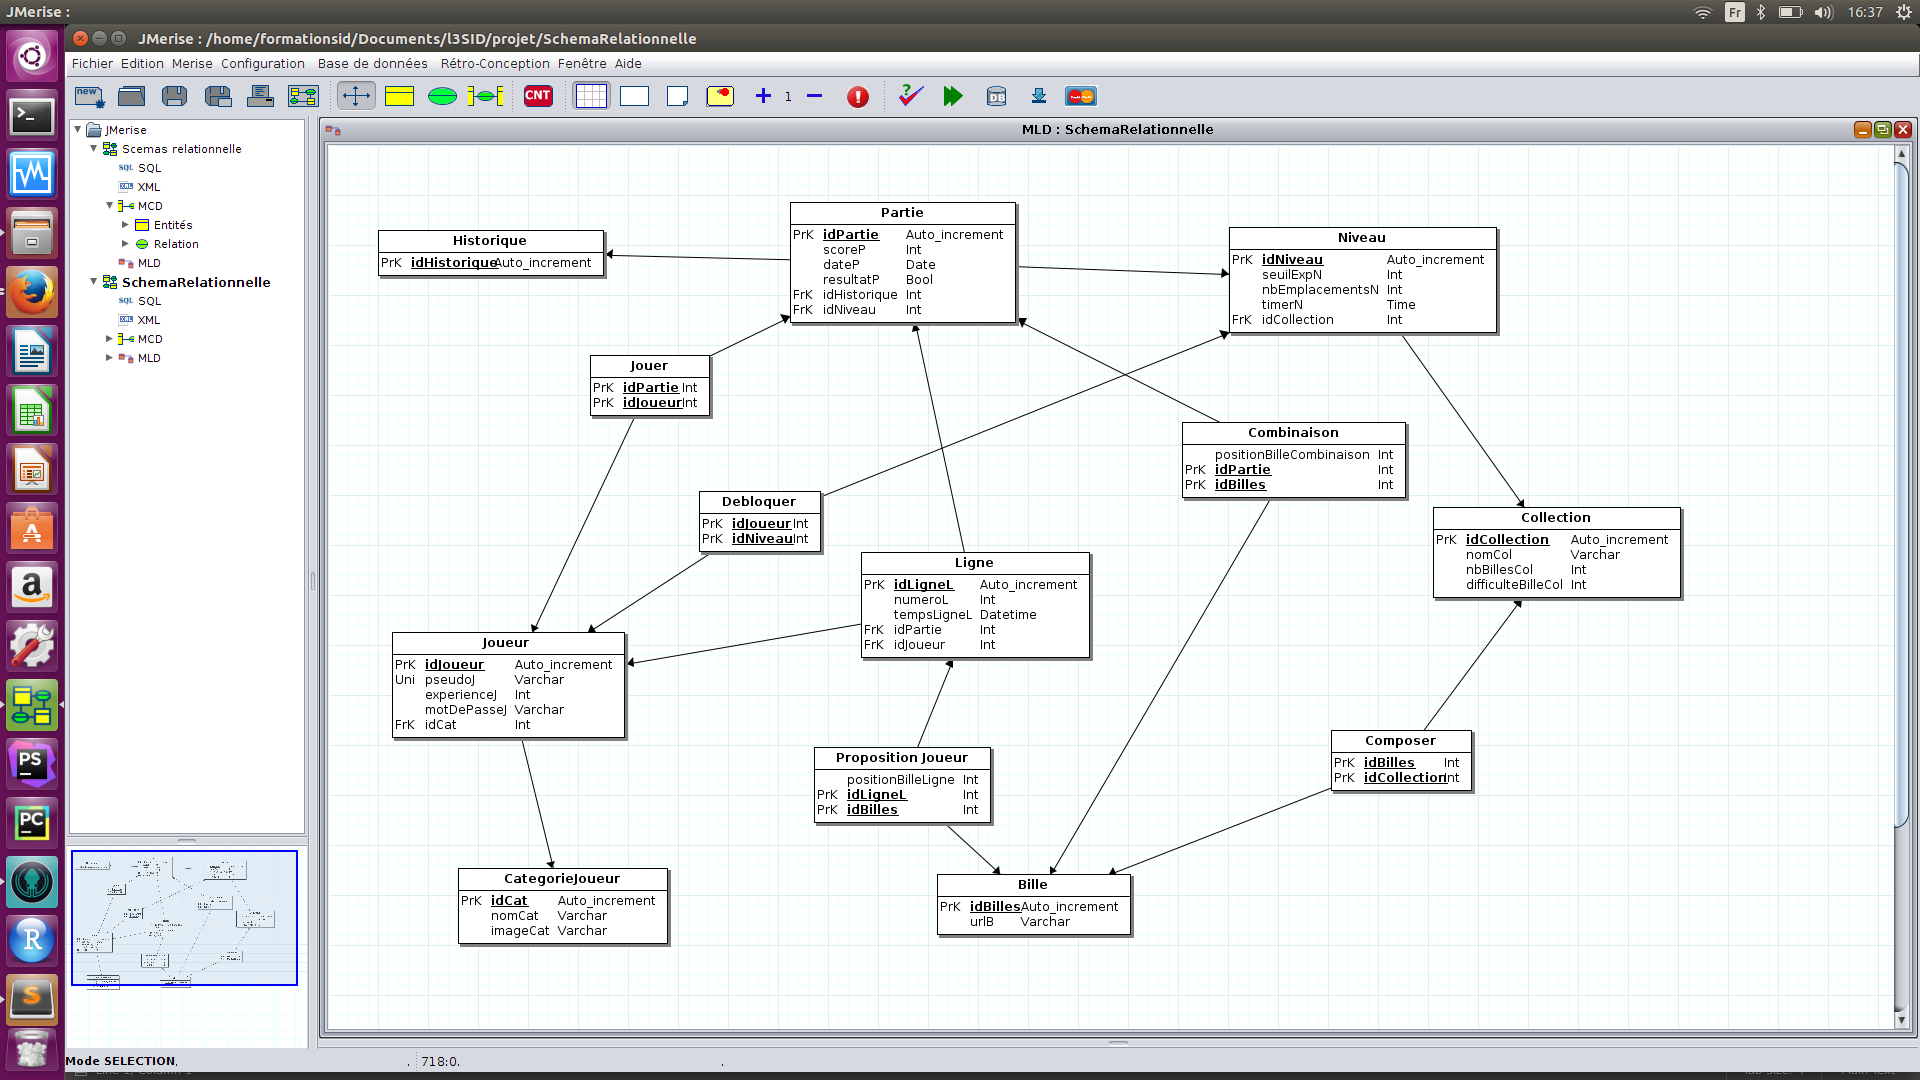 JMerise :
Fr
16:37
JMerise : /home/formationsid/Documents/l3SID/projet/SchemaRelationnelle
Fichier Edition Merise Configuration Base de données Rétro-Conception Fenêtre Aide
new
CNT
1
DB
JMerise
Scemas relationnelle
SQL SQL
XML
MCD
Entités
Relation
MLD
SchemaRelationnelle
SQL SQL
XML
MCD
MLD
MLD : SchemaRelationnelle
Historique
PrK idHistorique Auto_increment
Partie
PrK idPartie Auto_increment
scoreP Int
dateP Date
resultatP Bool
FrK idHistorique Int
FrK idNiveau Int
Niveau
PrK idNiveau Auto_increment
seuilExpN Int
nbEmplacementsN Int
timerN Time
FrK idCollection Int
Jouer
PrK idPartie Int
PrK idJoueur Int
Combinaison
positionBilleCombinaison Int
PrK idPartie Int
PrK idBilles Int
Debloquer
PrK idJoueur Int
PrK idNiveau Int
Collection
PrK idCollection Auto_increment
nomCol Varchar
nbBillesCol Int
difficulteBilleCol Int
Ligne
PrK idLigneL Auto_increment
numeroL Int
tempsLigneL Datetime
FrK idPartie Int
FrK idJoueur Int
Joueur
PrK idJoueur Auto_increment
Uni pseudoJ Varchar
experienceJ Int
motDePasseJ Varchar
FrK idCat Int
Proposition Joueur
positionBilleLigne Int
PrK idLigneL Int
PrK idBilles Int
Composer
PrK idBilles Int
PrK idCollection Int
CategorieJoueur
PrK idCat Auto_increment
nomCat Varchar
imageCat Varchar
Bille
PrK idBilles Auto_increment
urlB Varchar
PS
PC
R
S
Mode SELECTION.
718:0.